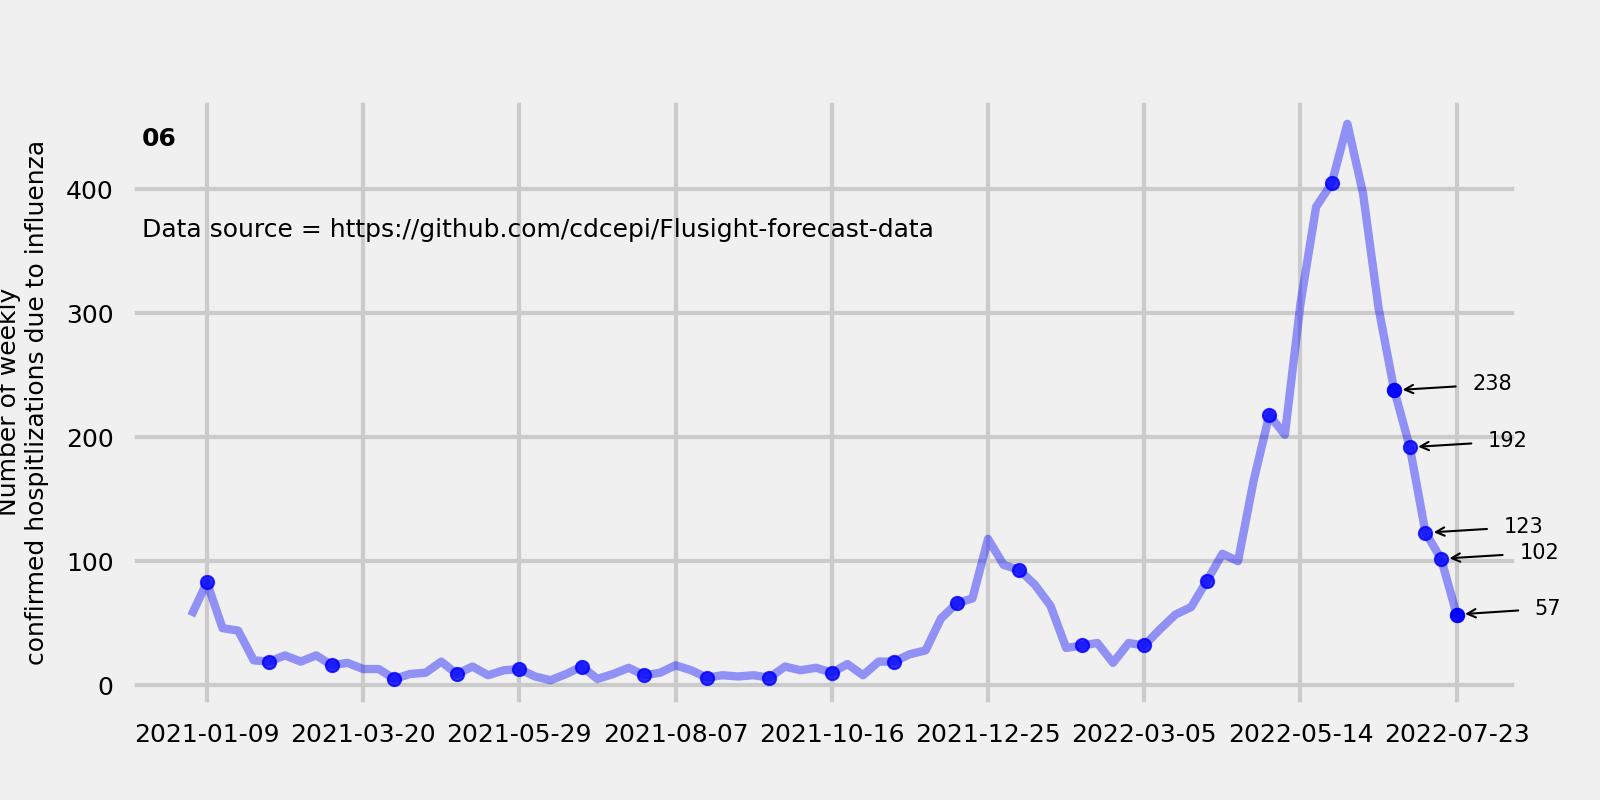 06
Data source = https://github.com/cdcepi/Flusight-forecast-data
Number of weekly
confirmed hospitilizations due to influenza
400
300
200
100
0
238
192
123
102
57
2021-01-09 2021-03-20 2021-05-29 2021-08-07 2021-10-16 2021-12-25 2022-03-05 2022-05-14 2022-07-23